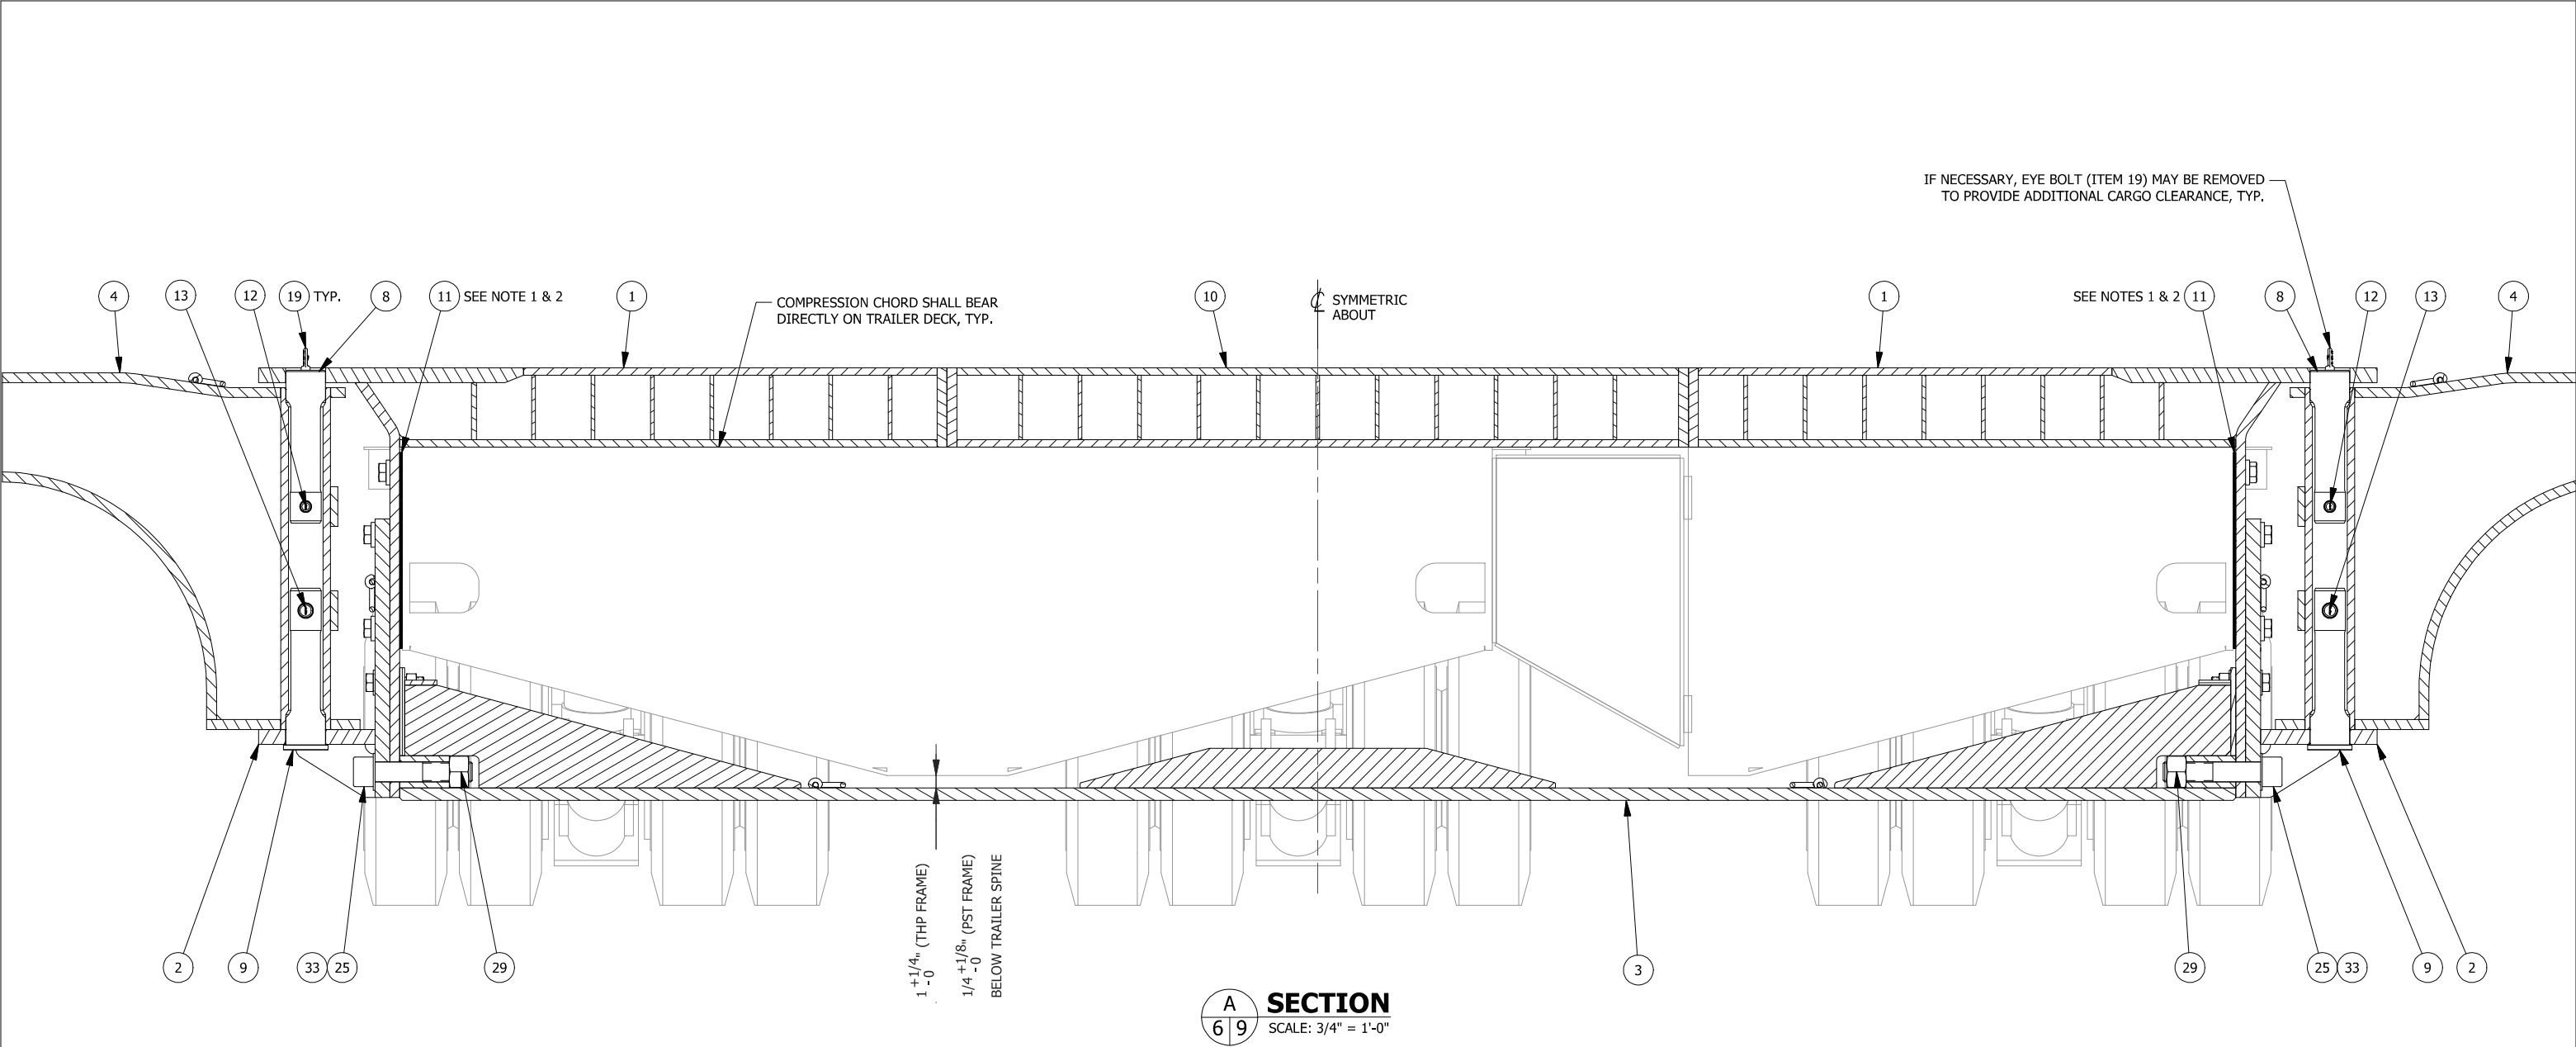 IF NECESSARY, EYE BOLT (ITEM 19) MAY BE REMOVED
TO PROVIDE ADDITIONAL CARGO CLEARANCE, TYP.
4
13
12
19 TYP.
8
11 SEE NOTE 1 & 2
1
COMPRESSION CHORD SHALL BEAR
DIRECTLY ON TRAILER DECK, TYP.
10
℄ SYMMETRIC
ABOUT
1
SEE NOTES 1 & 2 11
8
12
13
4
1 +1/4" -0 (THP FRAME)
1/4 +1/8" -0 (PST FRAME)
BELOW TRAILER SPINE
2
9
33 25
29
3
29
25 33
9
2
A
6 9
SECTION
SCALE: 3/4" = 1'-0"